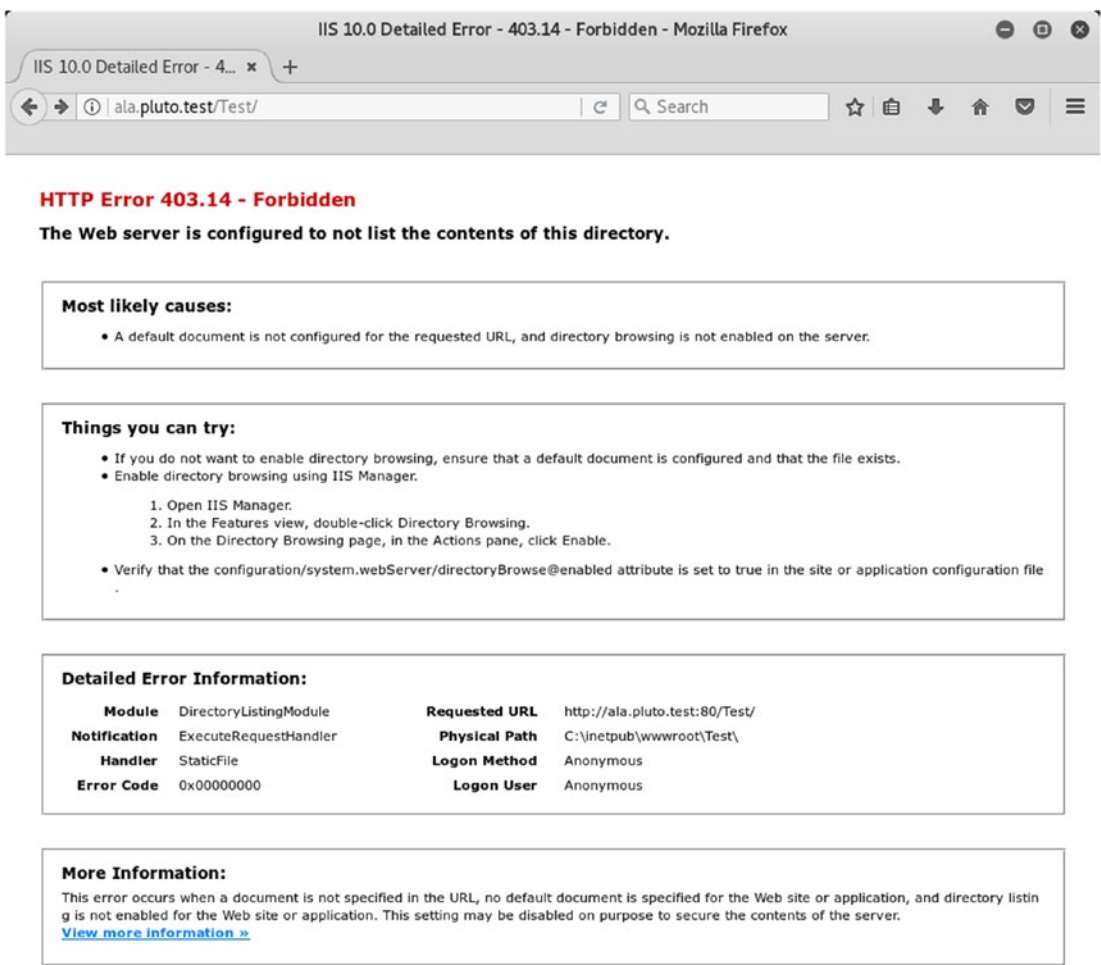 IIS 10.0 Detailed Error - 403.14 - Forbidden - Mozilla Firefox
IIS 10.0 Detailed Error - 4...
ala.pluto.test/Test/
Search
HTTP Error 403.14 - Forbidden
The Web server is configured to not list the contents of this directory.
Most likely causes:
• A default document is not configured for the requested URL, and directory browsing is not enabled on the server.
Things you can try:
• If you do not want to enable directory browsing, ensure that a default document is configured and that the file exists.
• Enable directory browsing using IIS Manager.
1. Open IIS Manager.
2. In the Features view, double-click Directory Browsing.
3. On the Directory Browsing page, in the Actions pane, click Enable.
• Verify that the configuration/system.webServer/directoryBrowse@enabled attribute is set to true in the site or application configuration file
.
Detailed Error Information:
Module DirectoryListingModule Requested URL http://ala.pluto.test:80/Test/
Notification ExecuteRequestHandler Physical Path C:\inetpub\wwwroot\Test\
Handler StaticFile Logon Method Anonymous
Error Code 0x00000000 Logon User Anonymous
More Information:
This error occurs when a document is not specified in the URL, no default document is specified for the Web site or application, and directory listin
g is not enabled for the Web site or application. This setting may be disabled on purpose to secure the contents of the server.
View more information »